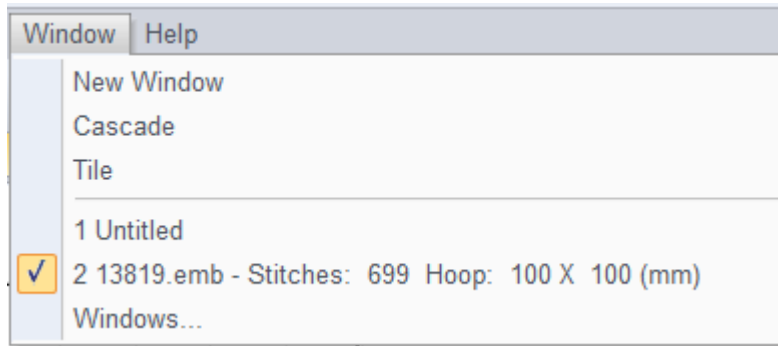 Window Help
New Window
Cascade
Tile
1 Untitled
2 13819.emb - Stitches:  699  Hoop:  100 X  100 (mm)
Windows...